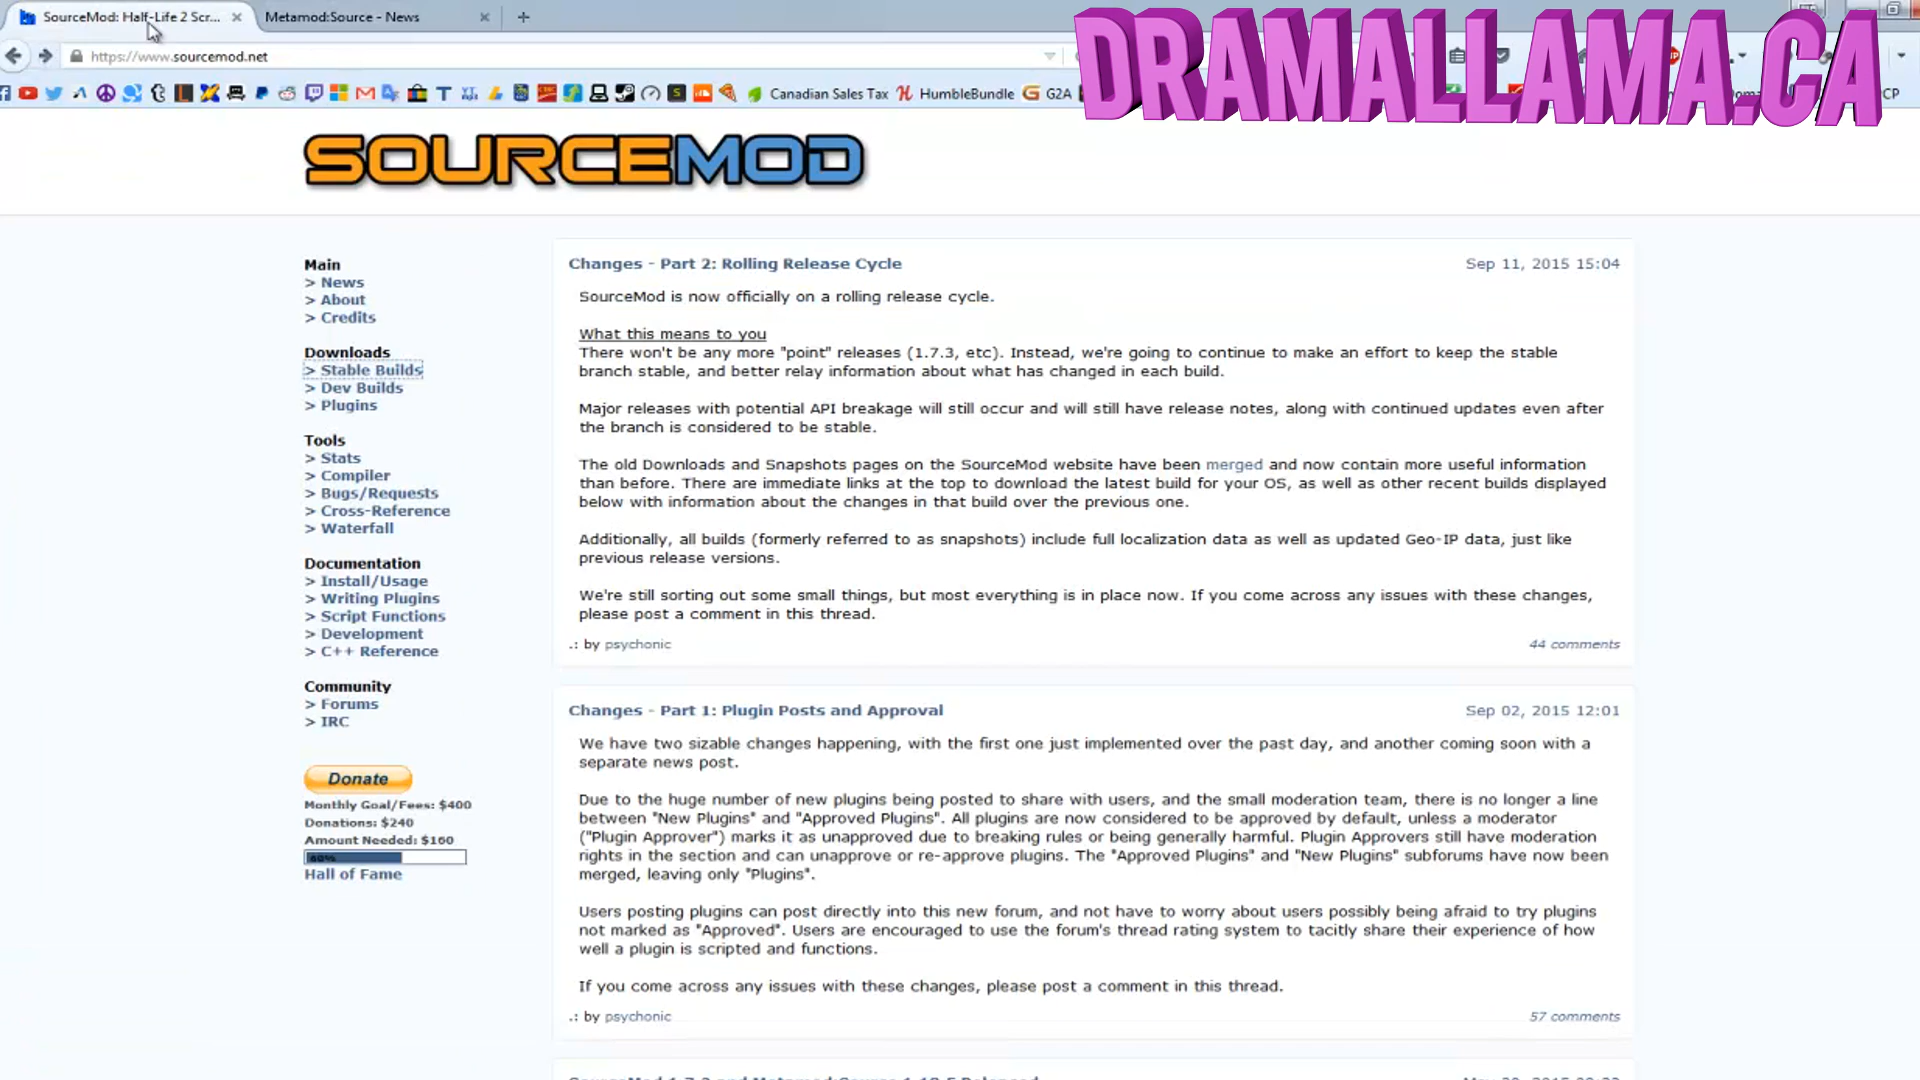 SourceMod: Half-Life 2 Scr...
Metamod:Source - News
DRAMALLAMA.CA
https://www.sourcemod.net
Canadian Sales Tax
HumbleBundle
G2A
SOURCEMOD
Main
> News
> About
> Credits
Downloads
> Stable Builds
> Dev Builds
> Plugins
Tools
> Stats
> Compiler
> Bugs/Requests
> Cross-Reference
> Waterfall
Documentation
> Install/Usage
> Writing Plugins
> Script Functions
> Development
> C++ Reference
Community
> Forums
> IRC
Donate
Monthly Goal/Fees: $400
Donations: $240
Amount Needed: $160
60%
Hall of Fame
Changes - Part 2: Rolling Release Cycle
Sep 11, 2015 15:04
SourceMod is now officially on a rolling release cycle.
What this means to you
There won't be any more "point" releases (1.7.3, etc). Instead, we're going to continue to make an effort to keep the stable
branch stable, and better relay information about what has changed in each build.
Major releases with potential API breakage will still occur and will still have release notes, along with continued updates even after
the branch is considered to be stable.
The old Downloads and Snapshots pages on the SourceMod website have been merged and now contain more useful information
than before. There are immediate links at the top to download the latest build for your OS, as well as other recent builds displayed
below with information about the changes in that build over the previous one.
Additionally, all builds (formerly referred to as snapshots) include full localization data as well as updated Geo-IP data, just like
previous release versions.
We're still sorting out some small things, but most everything is in place now. If you come across any issues with these changes,
please post a comment in this thread.
.: by psychonic
44 comments
Changes - Part 1: Plugin Posts and Approval
Sep 02, 2015 12:01
We have two sizable changes happening, with the first one just implemented over the past day, and another coming soon with a
separate news post.
Due to the huge number of new plugins being posted to share with users, and the small moderation team, there is no longer a line
between "New Plugins" and "Approved Plugins". All plugins are now considered to be approved by default, unless a moderator
("Plugin Approver") marks it as unapproved due to breaking rules or being generally harmful. Plugin Approvers still have moderation
rights in the section and can unapprove or re-approve plugins. The "Approved Plugins" and "New Plugins" subforums have now been
merged, leaving only "Plugins".
Users posting plugins can post directly into this new forum, and not have to worry about users possibly being afraid to try plugins
not marked as "Approved". Users are encouraged to use the forum's thread rating system to tacitly share their experience of how
well a plugin is scripted and functions.
If you come across any issues with these changes, please post a comment in this thread.
.: by psychonic
57 comments